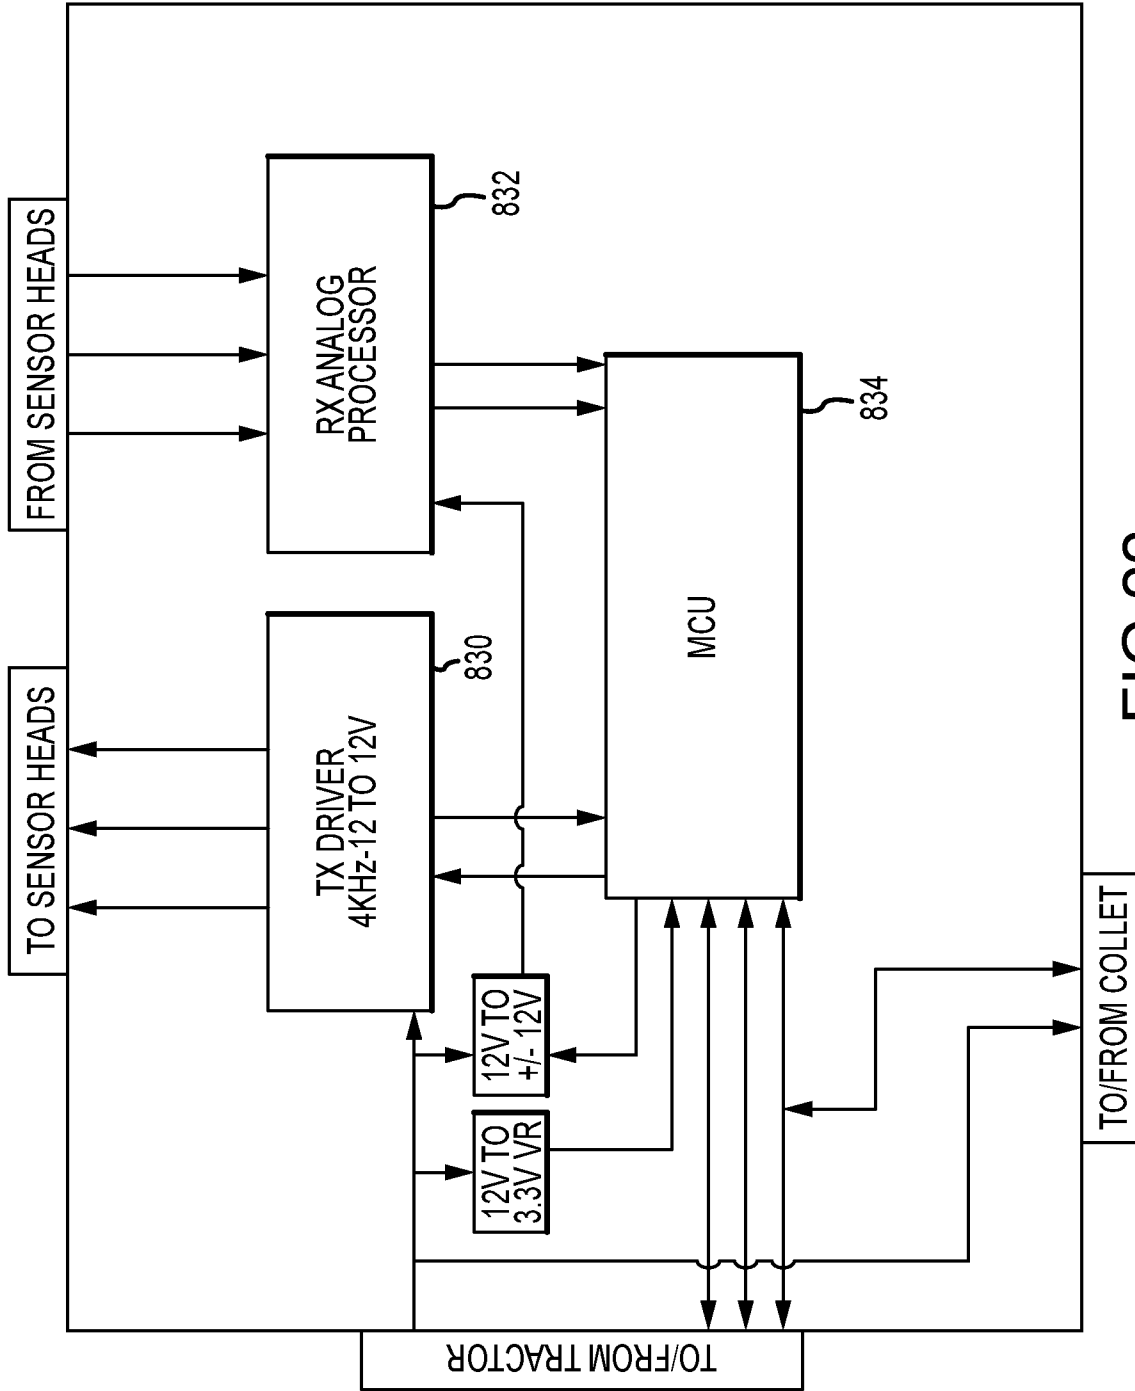 TO SENSOR HEADS
FROM SENSOR HEADS
TX DRIVER
4KHz-12 TO 12V
830
RX ANALOG
PROCESSOR
832
12V TO
3.3V VR
12V TO
+/- 12V
MCU
834
TO/FROM TRACTOR
TO/FROM COLLET
FIG